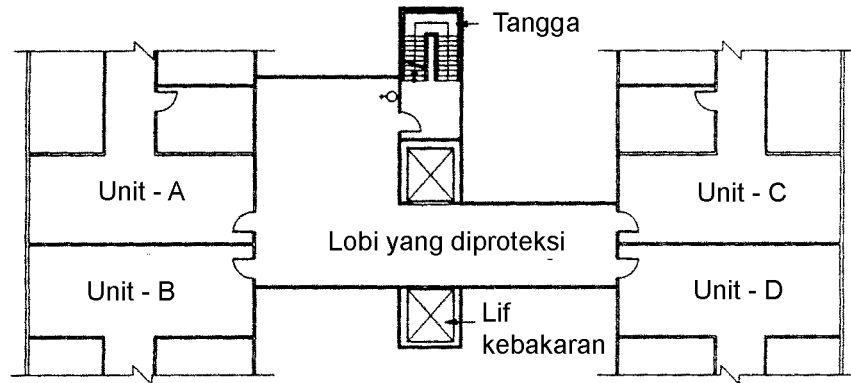 Tangga
Unit - A
Unit - C
Lobi yang diproteksi
Unit - B
Unit - D
Lif
kebakaran